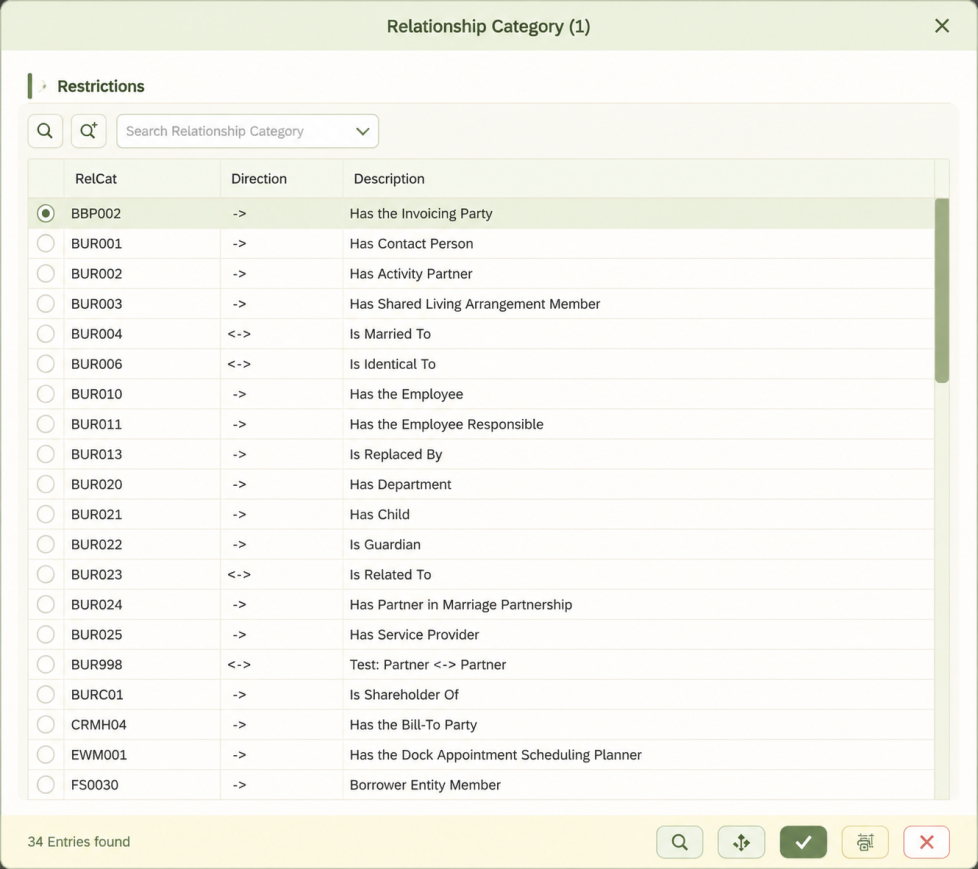 Relationship Category (1)
Restrictions
Search Relationship Category
RelCat Direction Description
BBP002 -> Has the Invoicing Party
BUR001 -> Has Contact Person
BUR002 -> Has Activity Partner
BUR003 -> Has Shared Living Arrangement Member
BUR004 <-> Is Married To
BUR006 <-> Is Identical To
BUR010 -> Has the Employee
BUR011 -> Has the Employee Responsible
BUR013 -> Is Replaced By
BUR020 -> Has Department
BUR021 -> Has Child
BUR022 -> Is Guardian
BUR023 <-> Is Related To
BUR024 -> Has Partner in Marriage Partnership
BUR025 -> Has Service Provider
BUR998 <-> Test: Partner <-> Partner
BURC01 -> Is Shareholder Of
CRMH04 -> Has the Bill-To Party
EWM001 -> Has the Dock Appointment Scheduling Planner
FS0030 -> Borrower Entity Member
34 Entries found